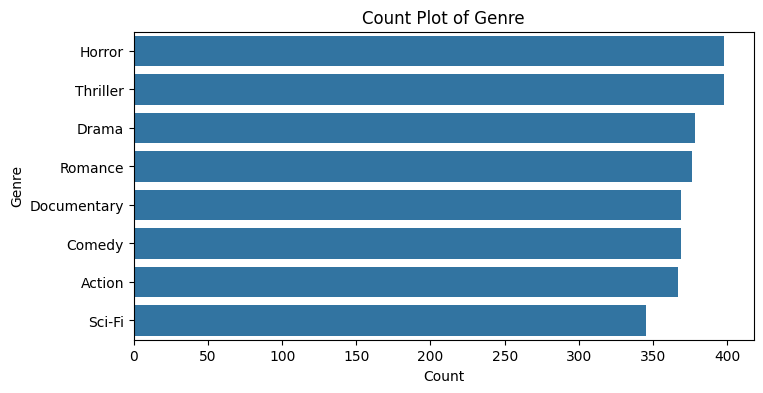 Count Plot of Genre
Genre
Horror
Thriller
Drama
Romance
Documentary
Comedy
Action
Sci-Fi
0 50 100 150 200 250 300 350 400
Count